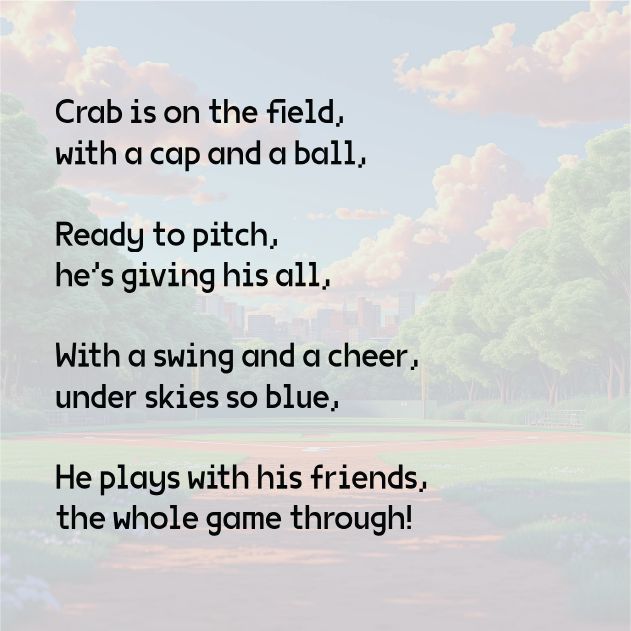 Crab is on the field,
with a cap and a ball,
Ready to pitch,
he's giving his all,
With a swing and a cheer,
under skies so blue,
He plays with his friends,
the whole game through!